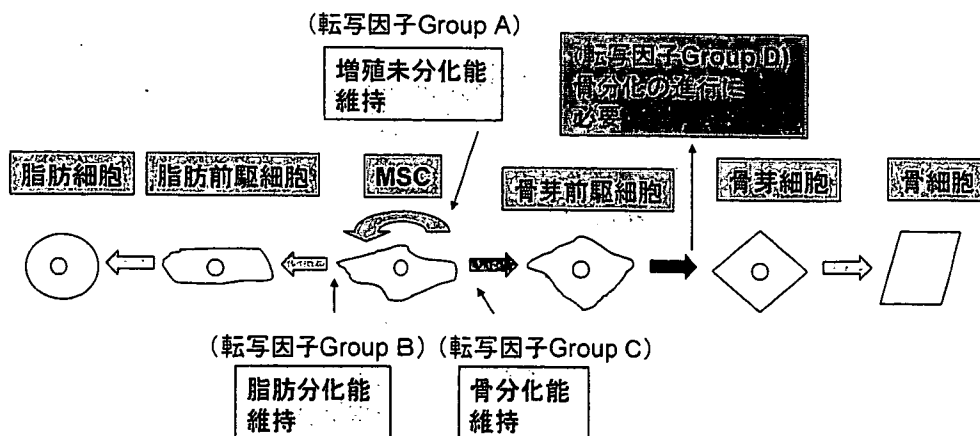 (転写因子Group A)
増殖未分化能
維持
(転写因子Group D)
骨分化の進行に
必要
脂肪細胞
脂肪前駆細胞
MSC
骨芽前駆細胞
骨芽細胞
骨細胞
(転写因子Group B)
(転写因子Group C)
脂肪分化能
維持
骨分化能
維持